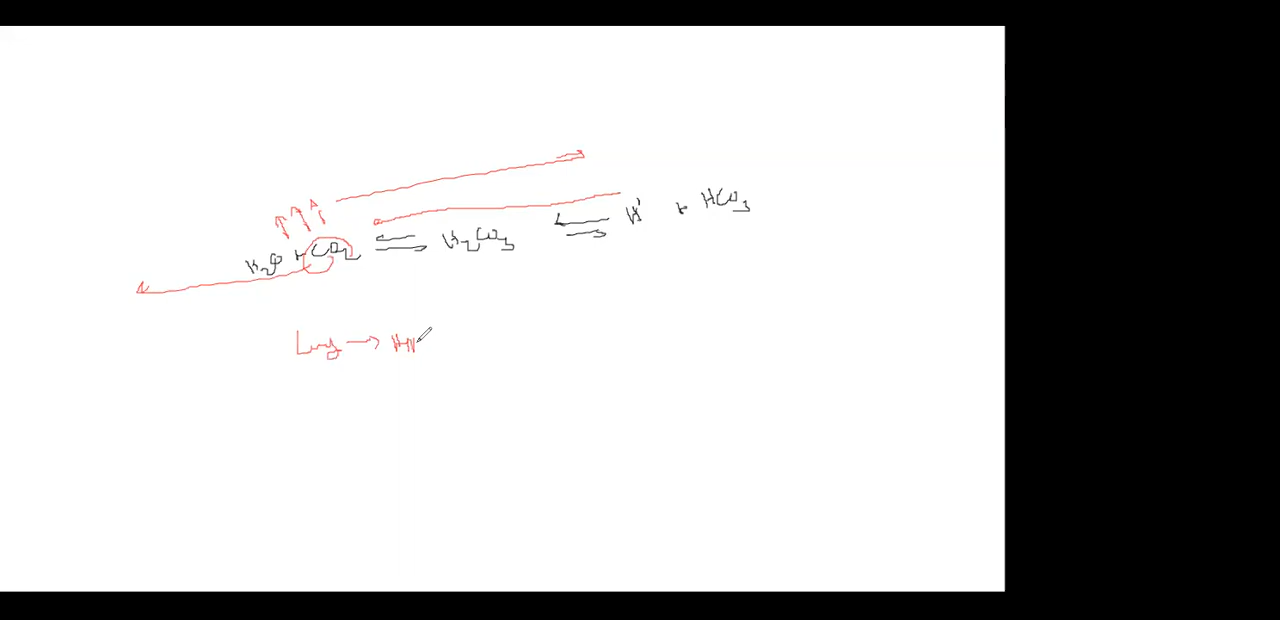 H2O + CO2 ⇌ H2CO3 ⇌ H' + HCO3
Lung →